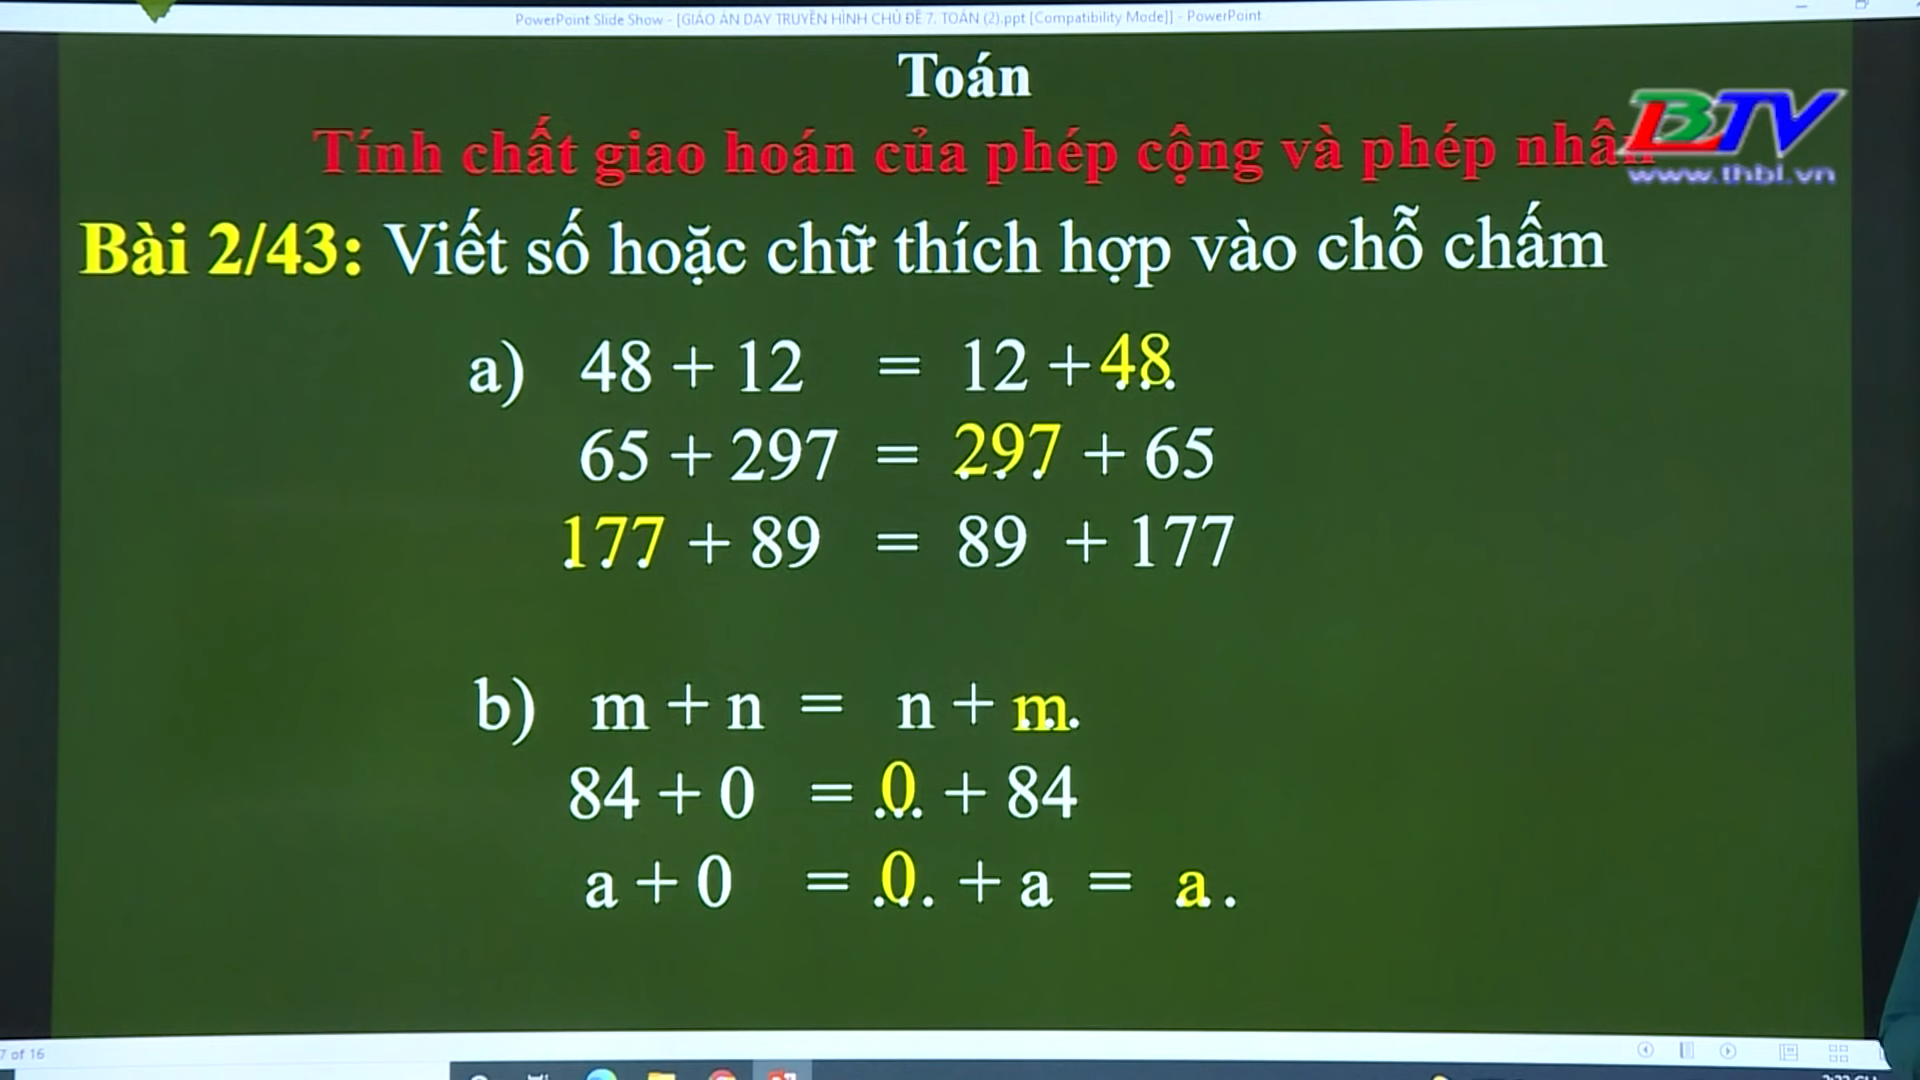 PowerPoint Slide Show - [GIÁO ÁN DẠY TRUYỀN HÌNH CHỦ ĐỀ 7. TOÁN (2).ppt [Compatibility Mode]] - PowerPoint
Toán
BTV
Tính chất giao hoán của phép cộng và phép nhân
www.thbl.vn
Bài 2/43: Viết số hoặc chữ thích hợp vào chỗ chấm
a) 48 + 12 = 12 + 48
65 + 297 = 297 + 65
177 + 89 = 89 + 177
b) m + n = n + m
84 + 0 = 0 + 84
a + 0 = 0 + a = a
7 of 16